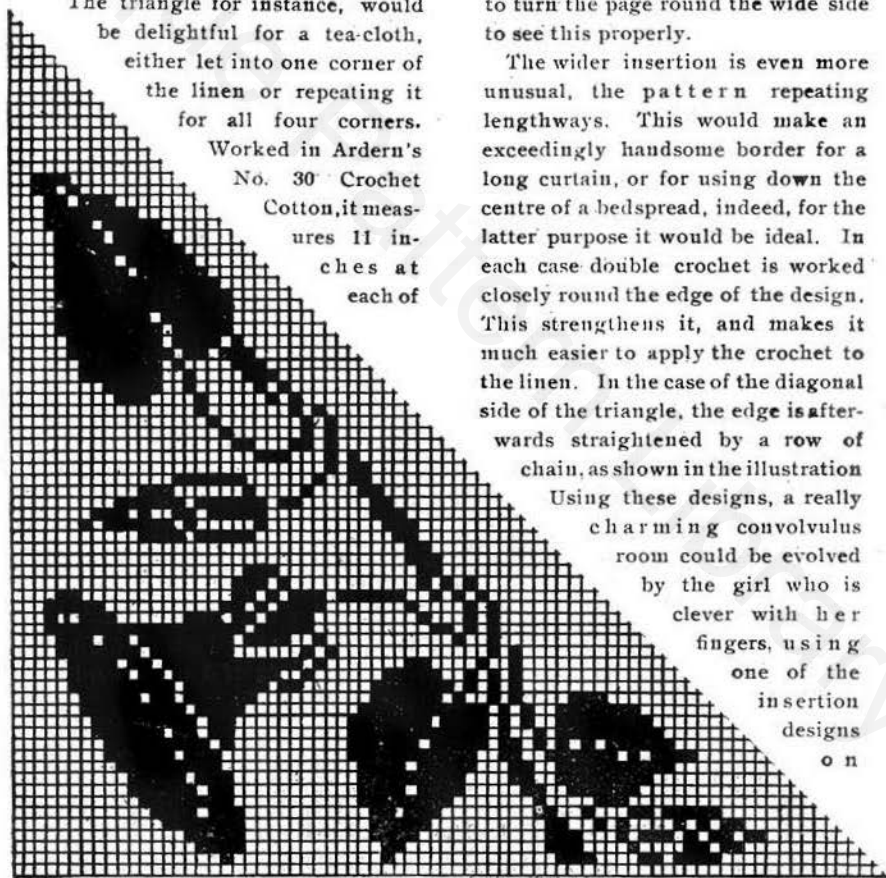 The triangle for instance, would
be delightful for a tea-cloth,
either let into one corner of
the linen or repeating it
for all four corners.
Worked in Ardern's
No. 30 Crochet
Cotton, it meas-
ures 11 in-
ches at
each of
to turn the page round the wide side
to see this properly.
The wider insertion is even more
unusual, the pattern repeating
lengthways. This would make an
exceedingly handsome border for a
long curtain, or for using down the
centre of a bedspread, indeed, for the
latter purpose it would be ideal. In
each case double crochet is worked
closely round the edge of the design.
This strengthens it, and makes it
much easier to apply the crochet to
the linen. In the case of the diagonal
side of the triangle, the edge is after-
wards straightened by a row of
chain, as shown in the illustration
Using these designs, a really
charming convolvulus
room could be evolved
by the girl who is
clever with her
fingers, using
one of the
insertion
designs
on
Pattern Library